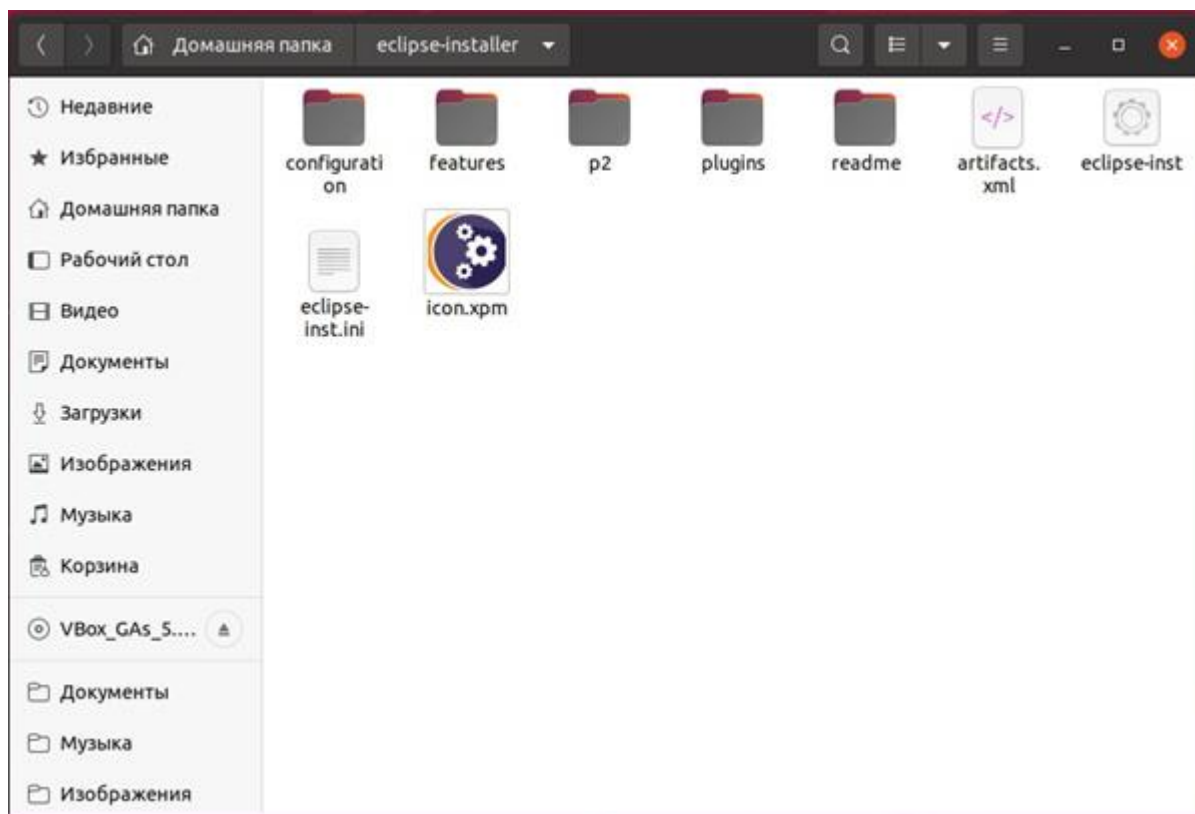 Домашняя папка eclipse-installer
Недавние
Избранные
Домашняя папка
Рабочий стол
Видео
Документы
Загрузки
Изображения
Музыка
Корзина
VBox_GAs_5....
Документы
Музыка
Изображения
configurati
on
features
p2
plugins
readme
</>
artifacts.
xml
eclipse-inst
eclipse-
inst.ini
icon.xpm